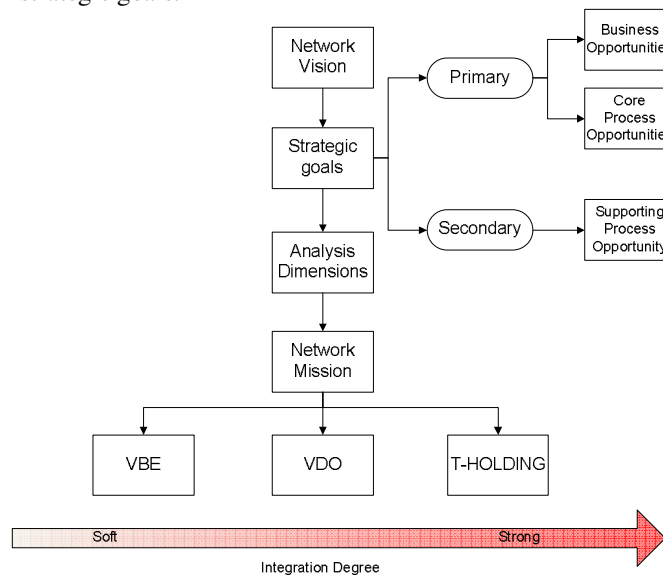 Network
Vision
Primary
Business
Opportunitie
Core
Process
Opportunitie
Strategic
goals
Secondary
Supporting
Process
Opportunity
Analysis
Dimensions
Network
Mission
VBE
VDO
T-HOLDING
Soft
Strong
Integration Degree